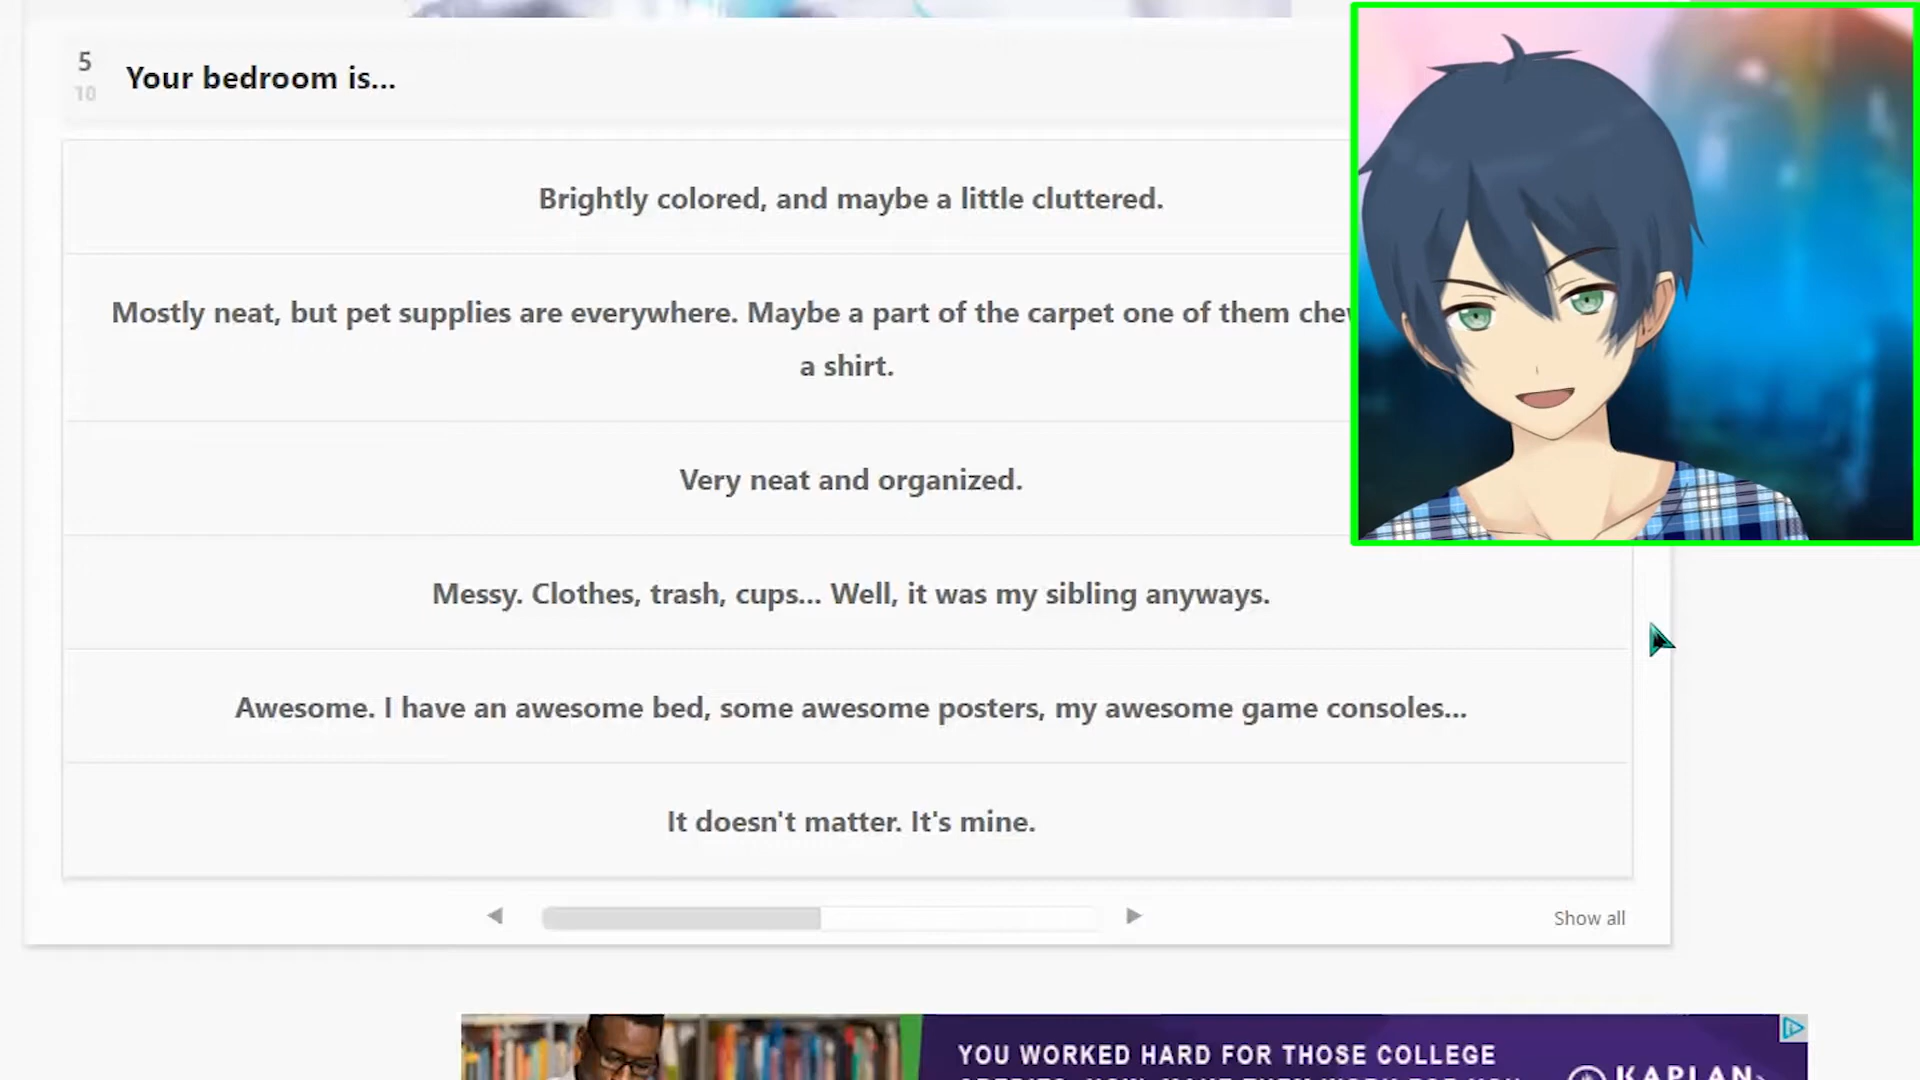 5
10
Your bedroom is...
Brightly colored, and maybe a little cluttered.
Mostly neat, but pet supplies are everywhere. Maybe a part of the carpet one of them
a shirt.
Very neat and organized.
Messy. Clothes, trash, cups... Well, it was my sibling anyways.
Awesome. I have an awesome bed, some awesome posters, my awesome game consoles...
It doesn't matter. It's mine.
Show all
YOU WORKED HARD FOR THOSE COLLEGE
KAPLAN